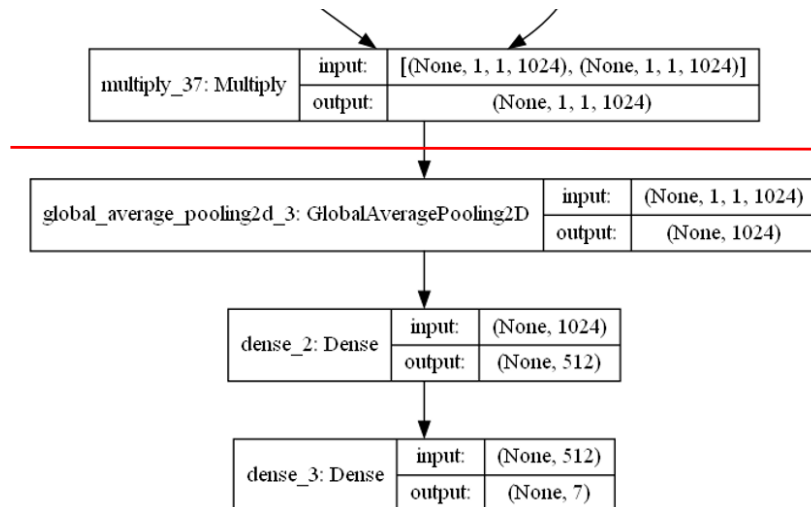 multiply_37: Multiply
input: [(None, 1, 1, 1024), (None, 1, 1, 1024)]
output: (None, 1, 1, 1024)
global_average_pooling2d_3: GlobalAveragePooling2D
input: (None, 1, 1, 1024)
output: (None, 1024)
dense_2: Dense
input: (None, 1024)
output: (None, 512)
dense_3: Dense
input: (None, 512)
output: (None, 7)